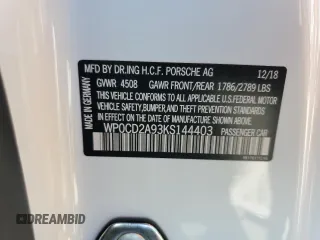 MFD BY DR.ING H.C.F. PORSCHE AG 12/18
GVWR 4508 GAWR FRONT/REAR 1786/2789 LBS
THIS VEHICLE CONFORMS TO ALL APPLICABLE FEDERAL MOTOR
VEHICLE SAFETY, BUMPER, AND THEFT PREVENTION STANDARDS
IN EFFECT ON THE DATE OF MANUFACTURE SHOWN ABOVE
WP0CD2A93KS144403 PASSENGER CAR
MADE IN GERMANY
DREAMBID